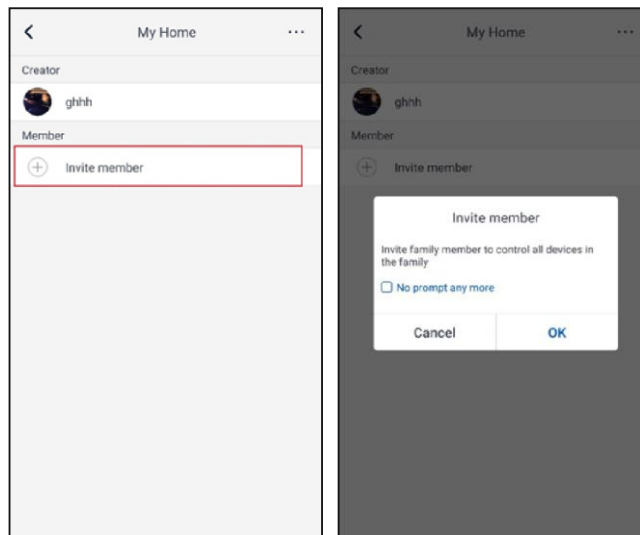 My Home
Creator
ghhh
Member
Invite member
My Home
Creator
ghhh
Member
Invite member
Invite member
Invite family member to control all devices in
the family
No prompt any more
Cancel OK